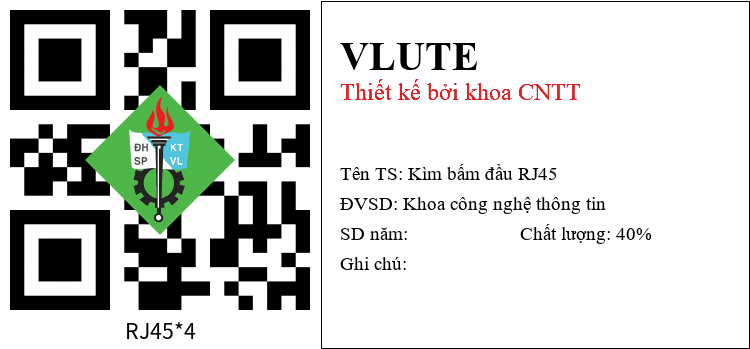 ĐH KT
SP VL
RJ45*4
VLUTE
Thiết kế bởi khoa CNTT
Tên TS: Kìm bấm đầu RJ45
ĐVSD: Khoa công nghệ thông tin
SD năm: Chất lượng: 40%
Ghi chú: